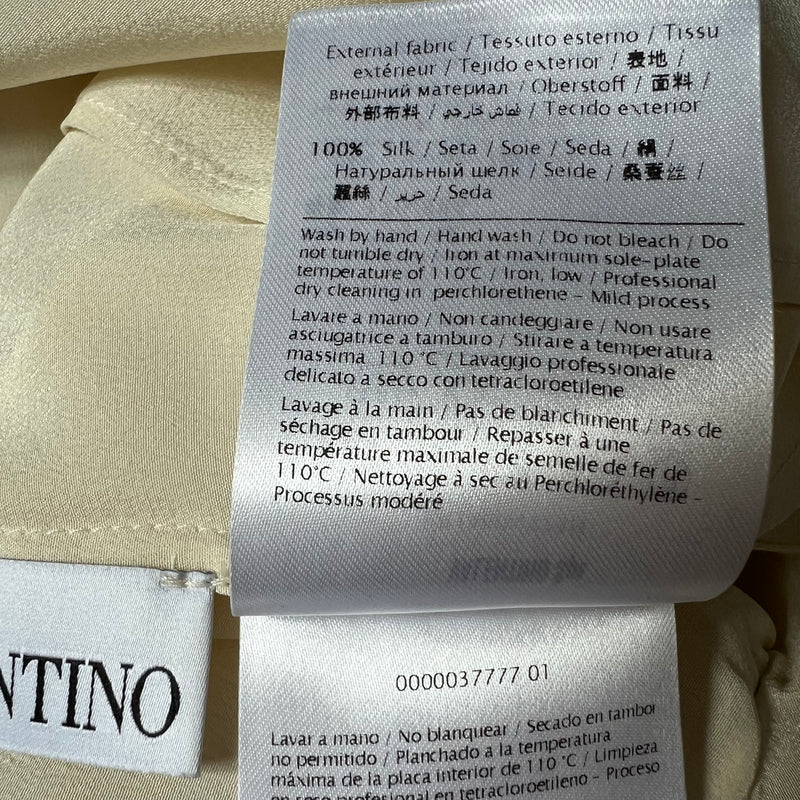 External fabric / Tessuto esterno / Tissu
extérieur / Tejido exterior / 表地 /
внешний материал / Oberstoff / 面料 /
外部布料 / قماش خارجي / Tecido exterior
100% Silk / Seta / Soie / Seda / 絹 /
Натуральный шелк / Seide / 桑蚕丝 /
蠶絲 / حرير / Seda
Wash by hand / Hand wash / Do not bleach / Do
not tumble dry / Iron at maximum sole-plate
temperature of 110°C / Iron, low / Professional
dry cleaning in perchlorethene - Mild process
Lavare a mano / Non candeggiare / Non usare
asciugatrice a tamburo / Stirare a temperatura
massima 110 °C / Lavaggio professionale
delicato a secco con tetracloroetilene
Lavage à la main / Pas de blanchiment / Pas de
séchage en tambour / Repasser à une
température maximale de semelle de fer de
110°C / Nettoyage à sec au Perchloréthylène -
Processus modéré
NTINO
0000037777 01
Lavar a mano / No blanquear / Secado en tambor
no permitido / Planchado a la temperatura
máxima de la placa interior de 110 °C / Limpieza
en seco profesional en tetracloroetileno - Proceso